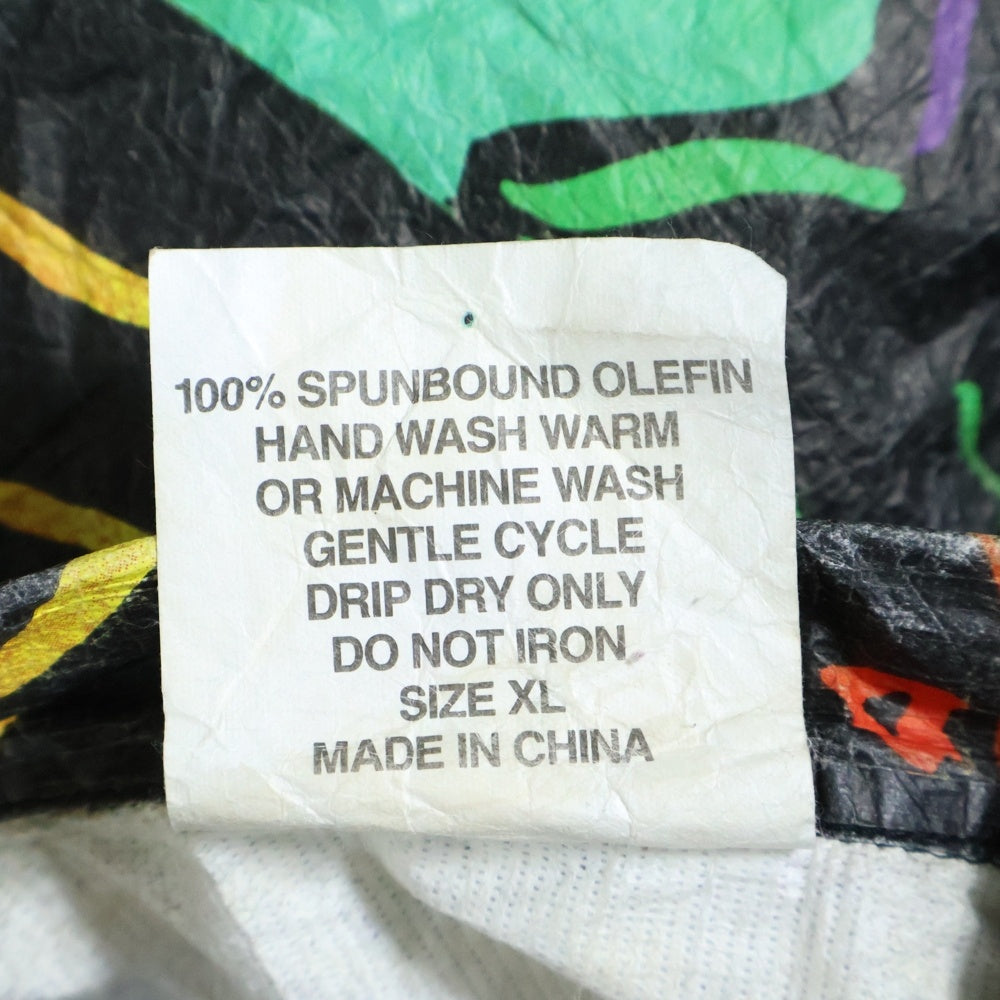 100% SPUNBOUND OLEFIN
HAND WASH WARM
OR MACHINE WASH
GENTLE CYCLE
DRIP DRY ONLY
DO NOT IRON
SIZE XL
MADE IN CHINA